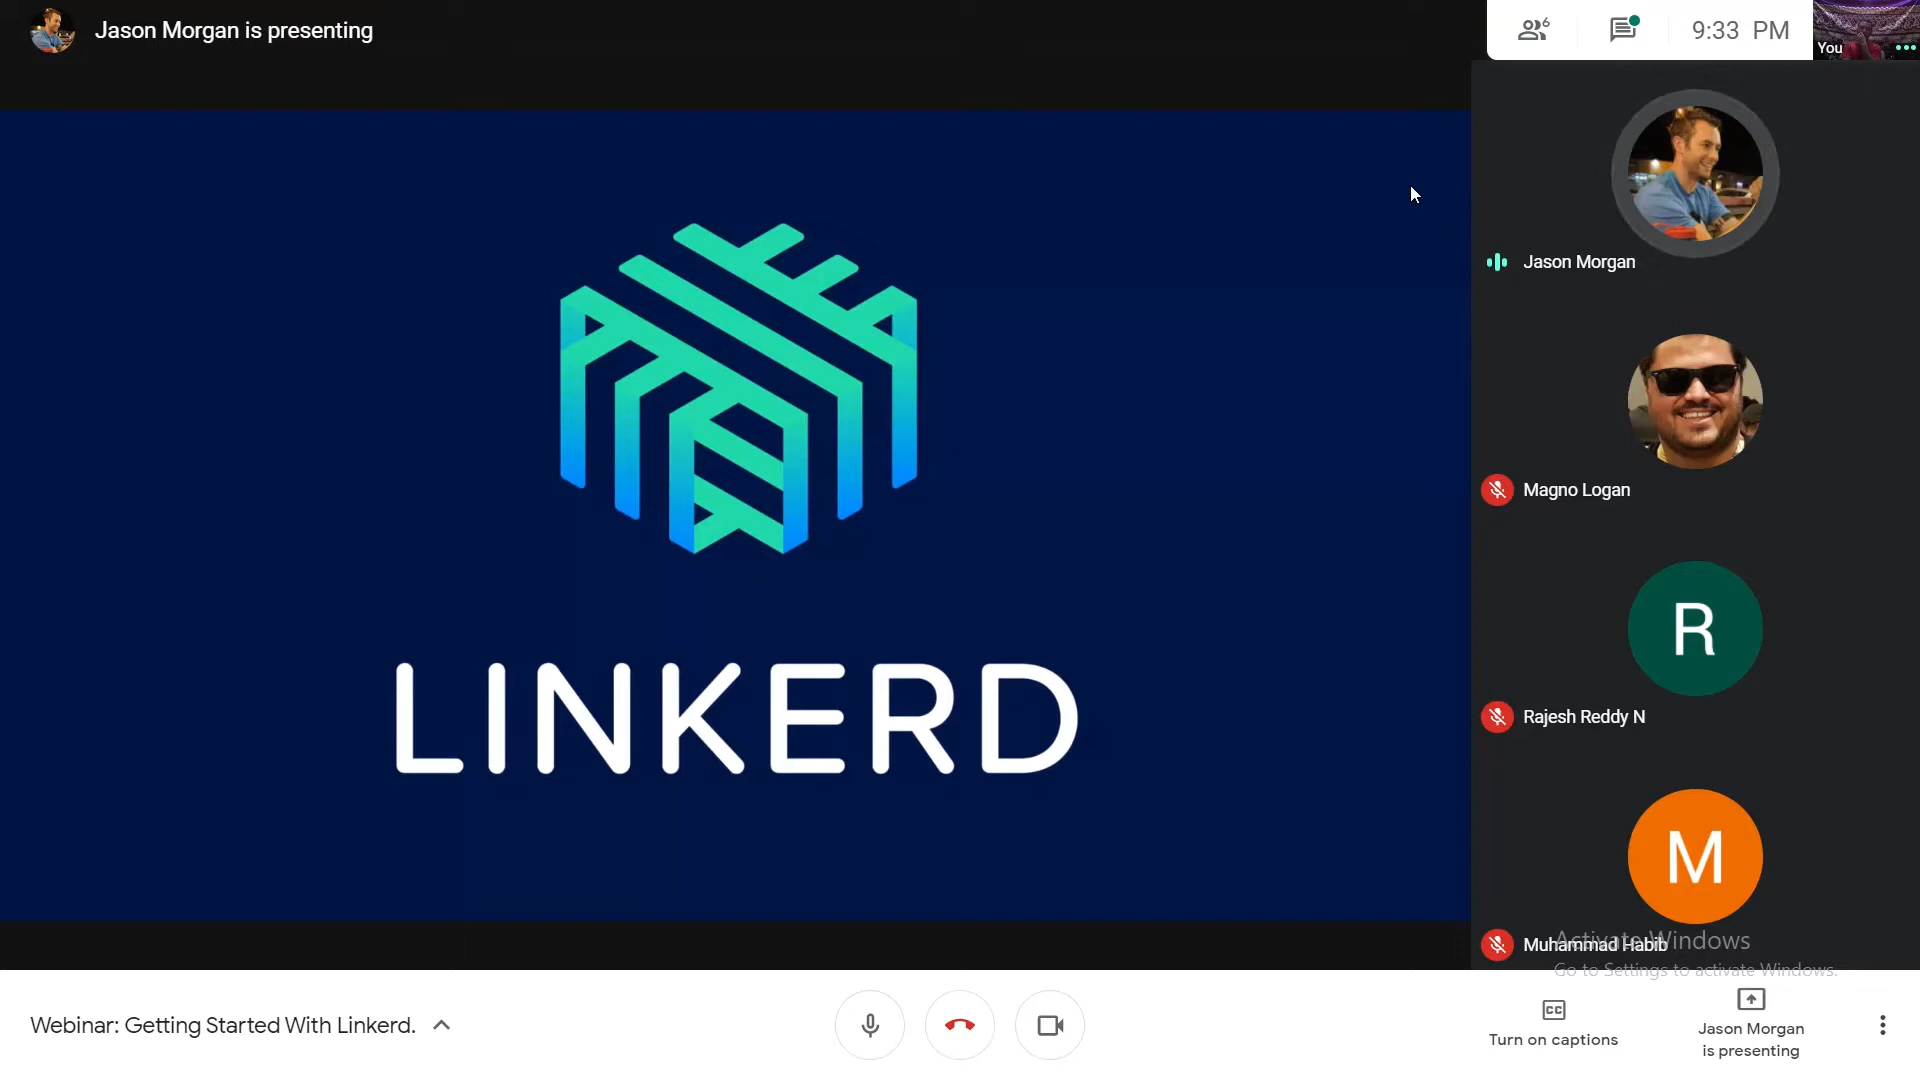 Jason Morgan is presenting
6
9:33 PM
You
Jason Morgan
Magno Logan
R
Rajesh Reddy N
M
Muhammad Habib
LINKERD
Activate Windows
Go to Settings to activate Windows.
Webinar: Getting Started With Linkerd.
CC
Turn on captions
Jason Morgan
is presenting